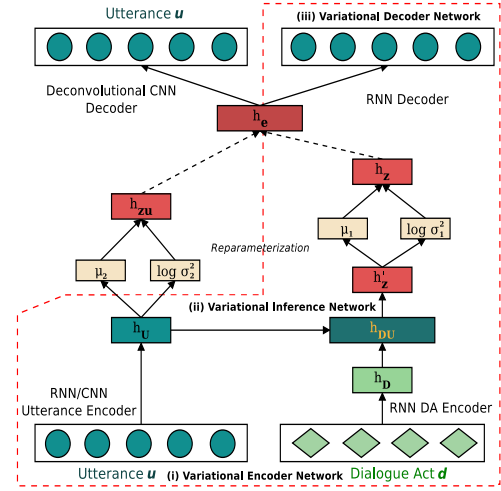 Utterance u
(iii) Variational Decoder Network
Deconvolutional CNN
Decoder
RNN Decoder
h_e
h_z
h_zu
μ_1
log σ_1^2
Reparameterization
μ_2
log σ_2^2
h_z'
(ii) Variational Inference Network
h_U
h_DU
RNN/CNN
Utterance Encoder
h_D
RNN DA Encoder
Utterance u
(i) Variational Encoder Network
Dialogue Act d